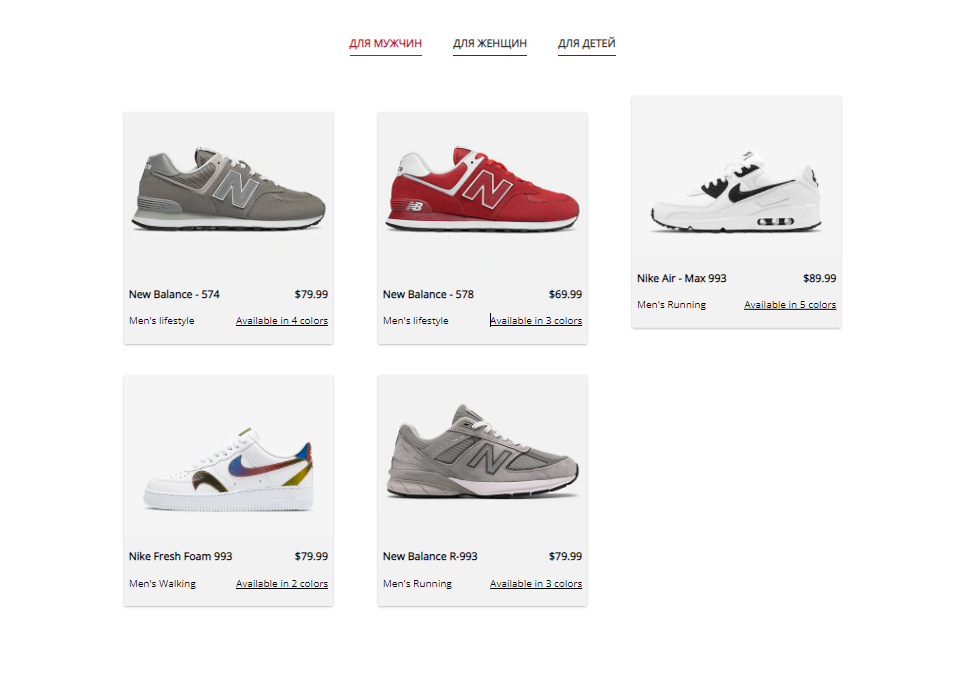 ДЛЯ МУЖЧИН ДЛЯ ЖЕНЩИН ДЛЯ ДЕТЕЙ
New Balance - 574 $79.99
Men's lifestyle Available in 4 colors
New Balance - 578 $69.99
Men's lifestyle Available in 3 colors
Nike Air - Max 993 $89.99
Men's Running Available in 5 colors
Nike Fresh Foam 993 $79.99
Men's Walking Available in 2 colors
New Balance R-993 $79.99
Men's Running Available in 3 colors